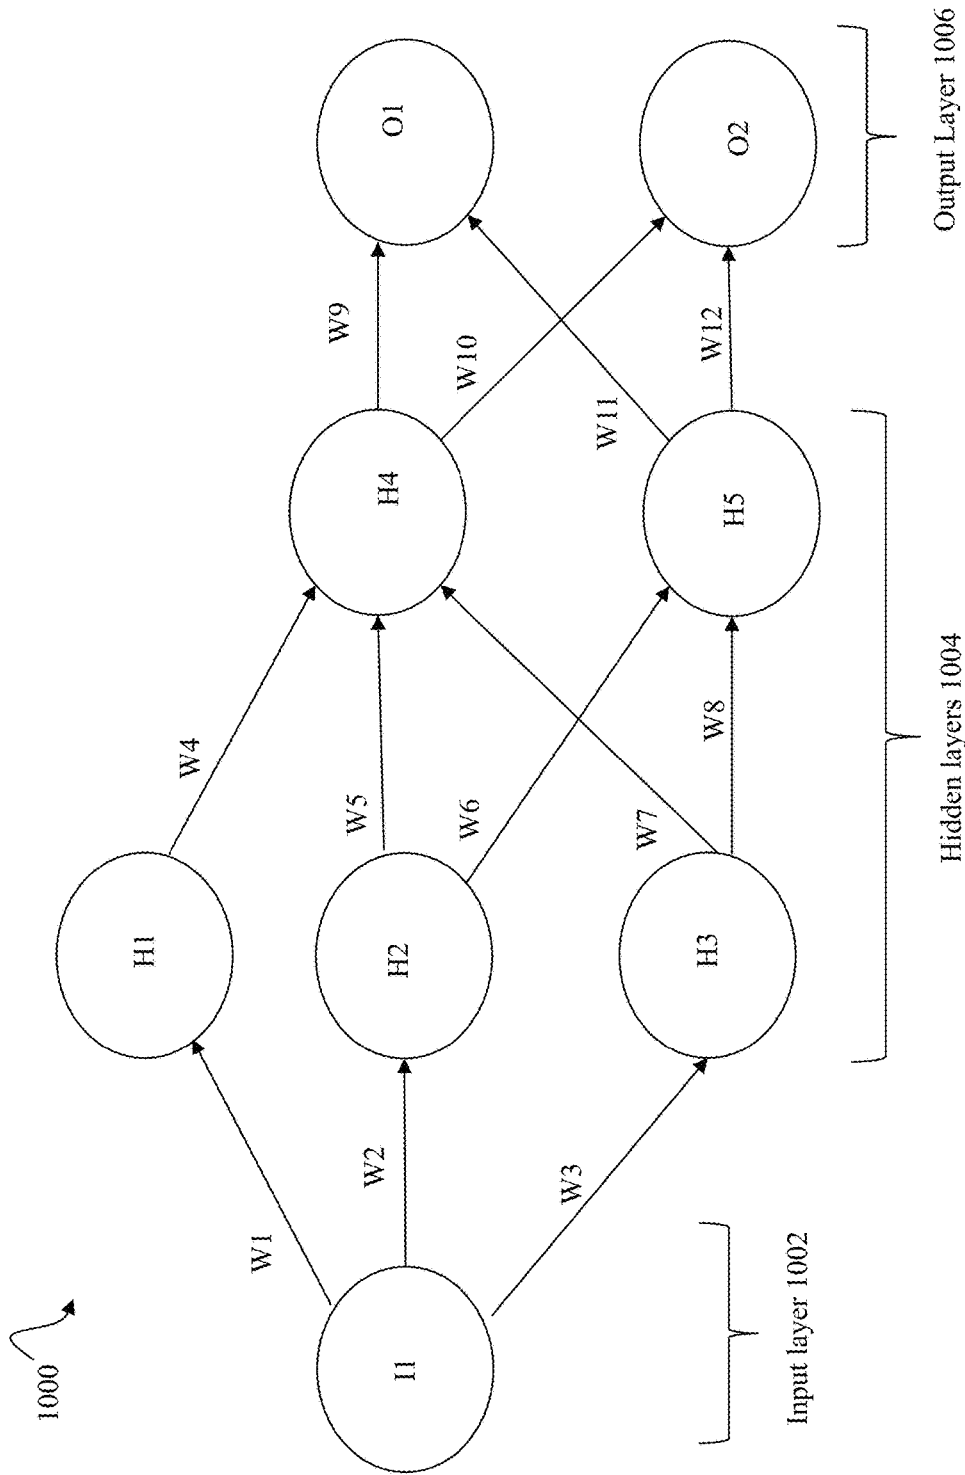 1000
I1
W1
W2
W3
H1
H2
H3
W4
W5
W6
W7
W8
H4
H5
W9
W10
W11
W12
O1
O2
Input layer 1002
Hidden layers 1004
Output Layer 1006